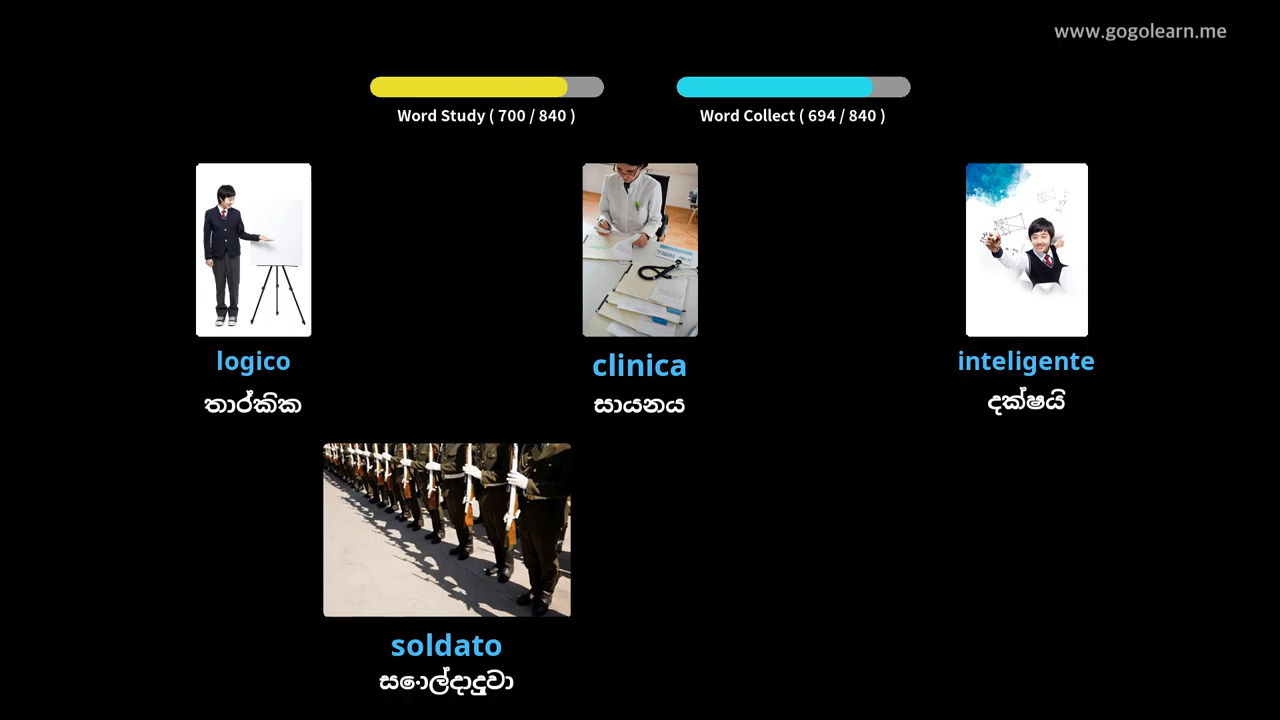 www.gogolearn.me
Word Study ( 700 / 840 )
Word Collect ( 694 / 840 )
logico
clinica
inteligente
තාර්කික
සායනය
දක්ෂයි
soldato
සොල්දාදුවා